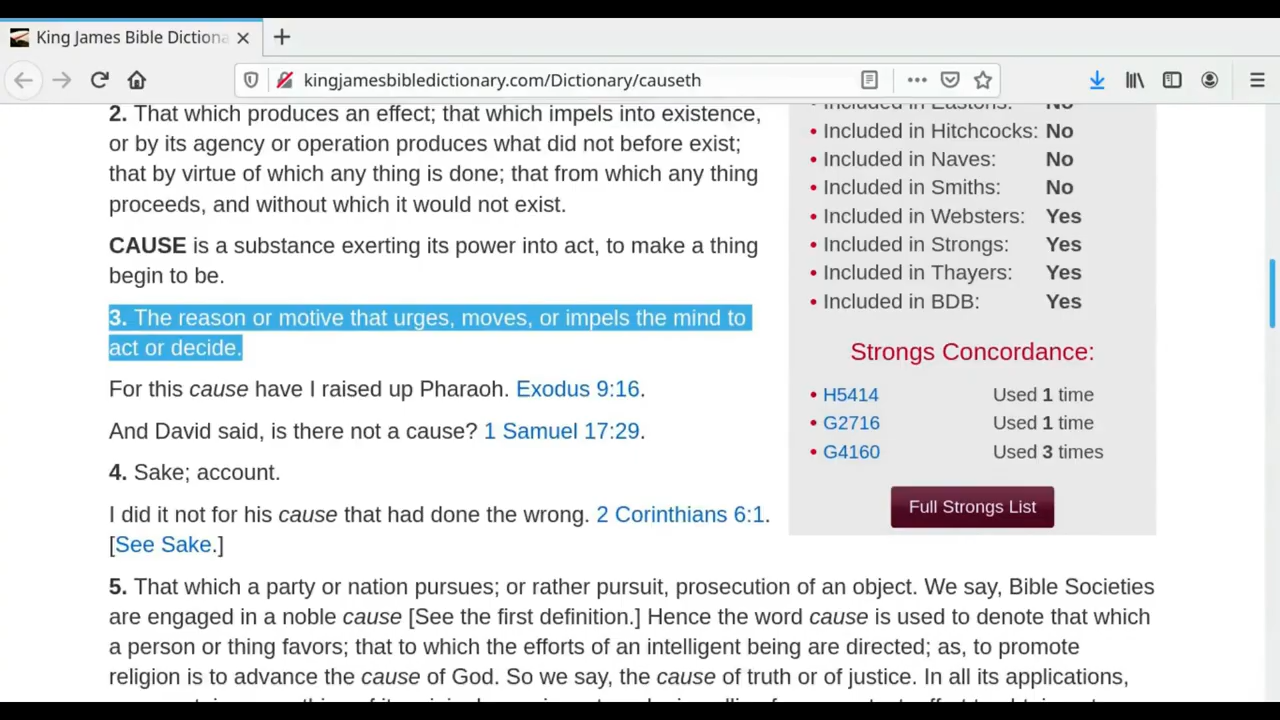 King James Bible Dictiona
kingjamesbibledictionary.com/Dictionary/causeth
2. That which produces an effect; that which impels into existence,
or by its agency or operation produces what did not before exist;
that by virtue of which any thing is done; that from which any thing
proceeds, and without which it would not exist.
CAUSE is a substance exerting its power into act, to make a thing
begin to be.
3. The reason or motive that urges, moves, or impels the mind to
act or decide.
For this cause have I raised up Pharaoh. Exodus 9:16.
And David said, is there not a cause? 1 Samuel 17:29.
4. Sake; account.
I did it not for his cause that had done the wrong. 2 Corinthians 6:1.
[See Sake.]
• Included in Eastons: No
• Included in Hitchcocks: No
• Included in Naves: No
• Included in Smiths: No
• Included in Websters: Yes
• Included in Strongs: Yes
• Included in Thayers: Yes
• Included in BDB: Yes
Strongs Concordance:
• H5414 Used 1 time
• G2716 Used 1 time
• G4160 Used 3 times
Full Strongs List
5. That which a party or nation pursues; or rather pursuit, prosecution of an object. We say, Bible Societies
are engaged in a noble cause [See the first definition.] Hence the word cause is used to denote that which
a person or thing favors; that to which the efforts of an intelligent being are directed; as, to promote
religion is to advance the cause of God. So we say, the cause of truth or of justice. In all its applications,